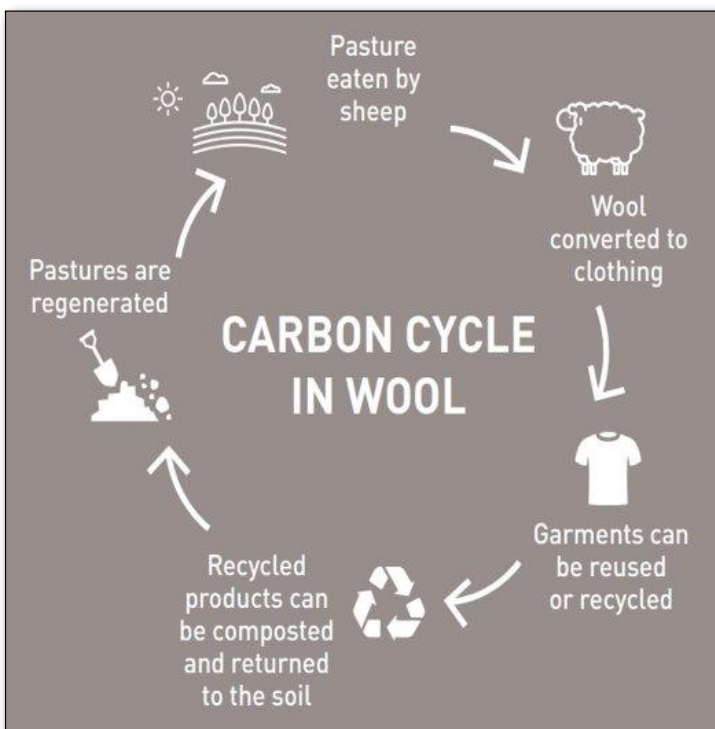 Pasture
eaten by
sheep
Wool
converted to
clothing
Pastures are
regenerated
CARBON CYCLE
IN WOOL
Garments can
be reused
or recycled
Recycled
products can
be composted
and returned
to the soil